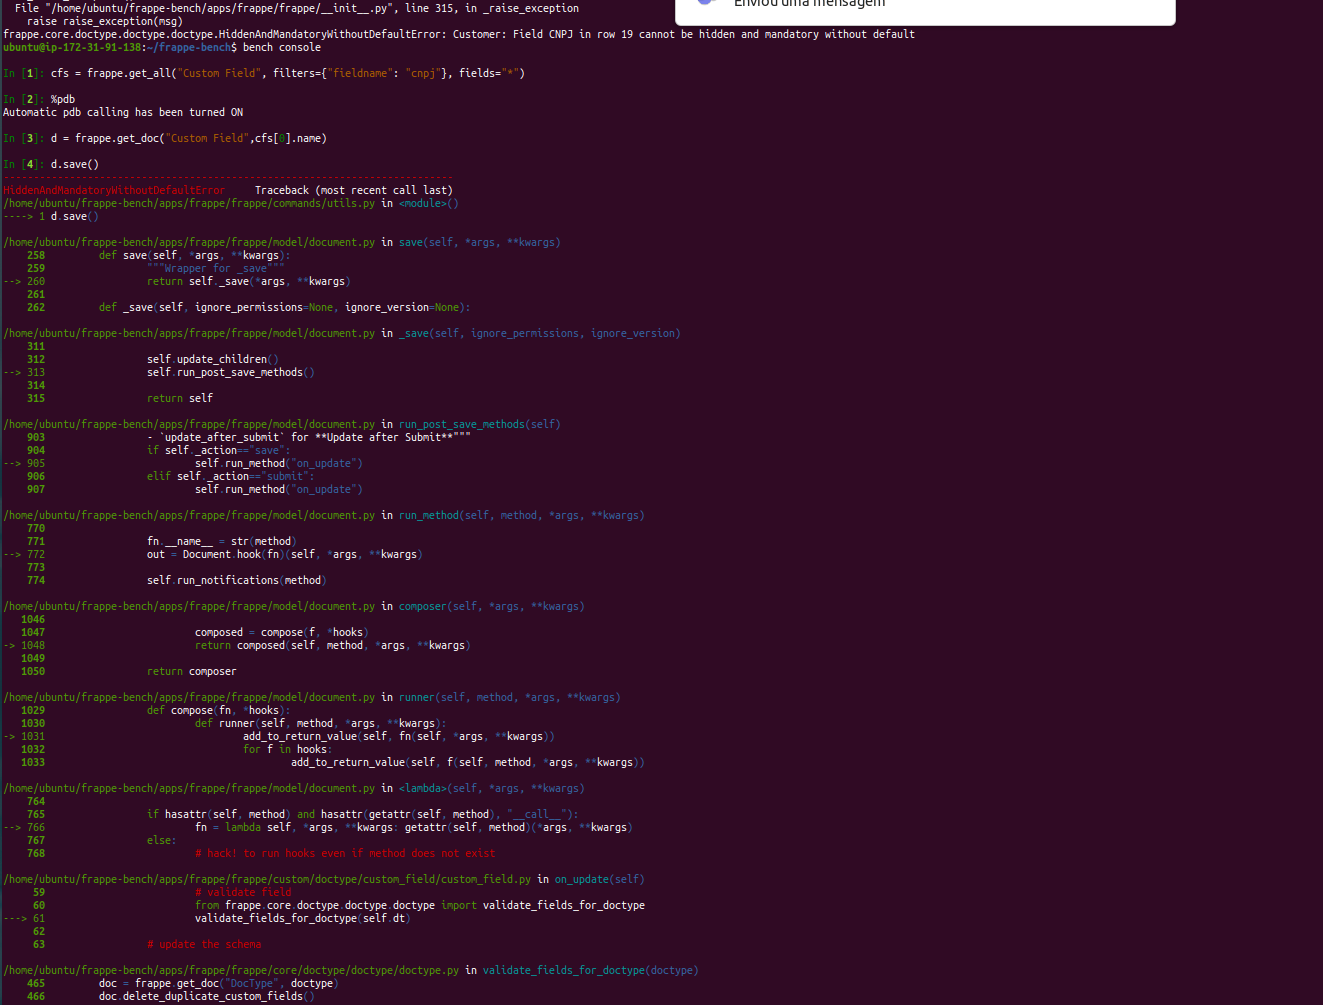 File "/home/ubuntu/frappe-bench/apps/frappe/frappe/__init__.py", line 315, in _raise_exception
    raise raise_exception(msg)
Enviou uma mensagem
frappe.core.doctype.doctype.doctype.HiddenAndMandatoryWithoutDefaultError: Customer: Field CNPJ in row 19 cannot be hidden and mandatory without default
ubuntu@ip-172-31-91-138:~/frappe-bench$ bench console
In [1]: cfs = frappe.get_all("Custom Field", filters={"fieldname": "cnpj"}, fields="*")
In [2]: %pdb
Automatic pdb calling has been turned ON
In [3]: d = frappe.get_doc("Custom Field",cfs[0].name)
In [4]: d.save()
---------------------------------------------------------------------------
HiddenAndMandatoryWithoutDefaultError     Traceback (most recent call last)
/home/ubuntu/frappe-bench/apps/frappe/frappe/commands/utils.py in <module>()
----> 1 d.save()
/home/ubuntu/frappe-bench/apps/frappe/frappe/model/document.py in save(self, *args, **kwargs)
    258         def save(self, *args, **kwargs):
    259                 """Wrapper for _save"""
--> 260                 return self._save(*args, **kwargs)
    261
    262         def _save(self, ignore_permissions=None, ignore_version=None):
/home/ubuntu/frappe-bench/apps/frappe/frappe/model/document.py in _save(self, ignore_permissions, ignore_version)
    311
    312                 self.update_children()
--> 313                 self.run_post_save_methods()
    314
    315                 return self
/home/ubuntu/frappe-bench/apps/frappe/frappe/model/document.py in run_post_save_methods(self)
    903                 - `update_after_submit` for **Update after Submit**"""
    904                 if self._action=="save":
--> 905                         self.run_method("on_update")
    906                 elif self._action=="submit":
    907                         self.run_method("on_update")
/home/ubuntu/frappe-bench/apps/frappe/frappe/model/document.py in run_method(self, method, *args, **kwargs)
    770
    771                 fn.__name__ = str(method)
--> 772                 out = Document.hook(fn)(self, *args, **kwargs)
    773
    774                 self.run_notifications(method)
/home/ubuntu/frappe-bench/apps/frappe/frappe/model/document.py in composer(self, *args, **kwargs)
   1046
   1047                         composed = compose(f, *hooks)
-> 1048                         return composed(self, method, *args, **kwargs)
   1049
   1050                 return composer
/home/ubuntu/frappe-bench/apps/frappe/frappe/model/document.py in runner(self, method, *args, **kwargs)
   1029                 def compose(fn, *hooks):
   1030                         def runner(self, method, *args, **kwargs):
-> 1031                                 add_to_return_value(self, fn(self, *args, **kwargs))
   1032                                 for f in hooks:
   1033                                         add_to_return_value(self, f(self, method, *args, **kwargs))
/home/ubuntu/frappe-bench/apps/frappe/frappe/model/document.py in <lambda>(self, *args, **kwargs)
    764
    765                 if hasattr(self, method) and hasattr(getattr(self, method), "__call__"):
--> 766                         fn = lambda self, *args, **kwargs: getattr(self, method)(*args, **kwargs)
    767                 else:
    768                         # hack! to run hooks even if method does not exist
/home/ubuntu/frappe-bench/apps/frappe/frappe/custom/doctype/custom_field/custom_field.py in on_update(self)
     59                         # validate field
     60                         from frappe.core.doctype.doctype.doctype import validate_fields_for_doctype
---> 61                         validate_fields_for_doctype(self.dt)
     62
     63                 # update the schema
/home/ubuntu/frappe-bench/apps/frappe/frappe/core/doctype/doctype/doctype.py in validate_fields_for_doctype(doctype)
    465         doc = frappe.get_doc("DocType", doctype)
    466         doc.delete_duplicate_custom_fields()